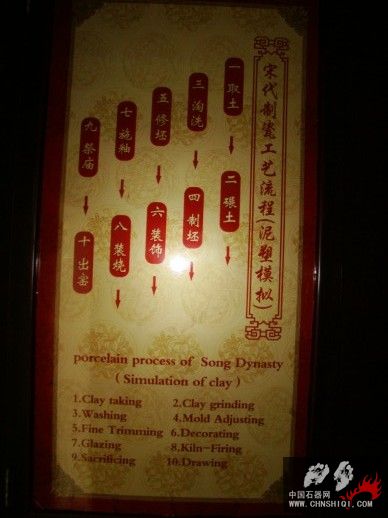 宋代制瓷工艺流程(泥塑模拟)
一取土
二碾土
三淘洗
四制坯
五修坯
六装饰
七施釉
八装烧
九祭庙
十出窑
porcelain process of Song Dynasty
( Simulation of clay )
1.Clay taking 2.Clay grinding
3.Washing 4.Mold Adjusting
5.Fine Trimming 6.Decorating
7.Glazing 8.Kiln-Firing
9.Sacrificing 10.Drawing
中国石器网
WWW.CHNSHIQI.COM